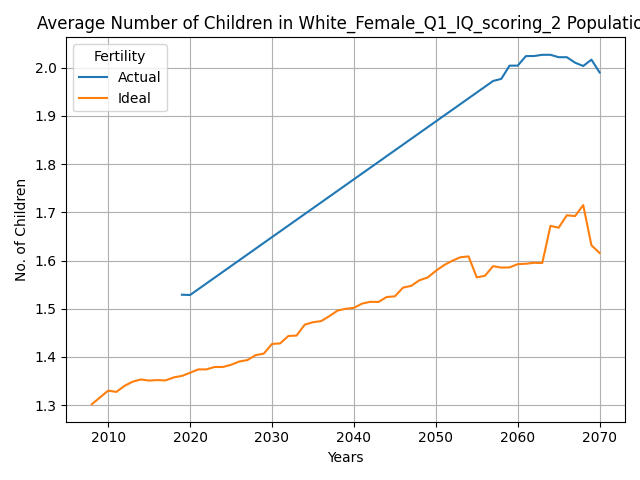 Average Number of Children in White_Female_Q1_IQ_scoring_2 Populatio
Fertility
Actual
Ideal
2.0
1.9
1.8
1.7
1.6
1.5
1.4
1.3
No. of Children
2010 2020 2030 2040 2050 2060 2070
Years